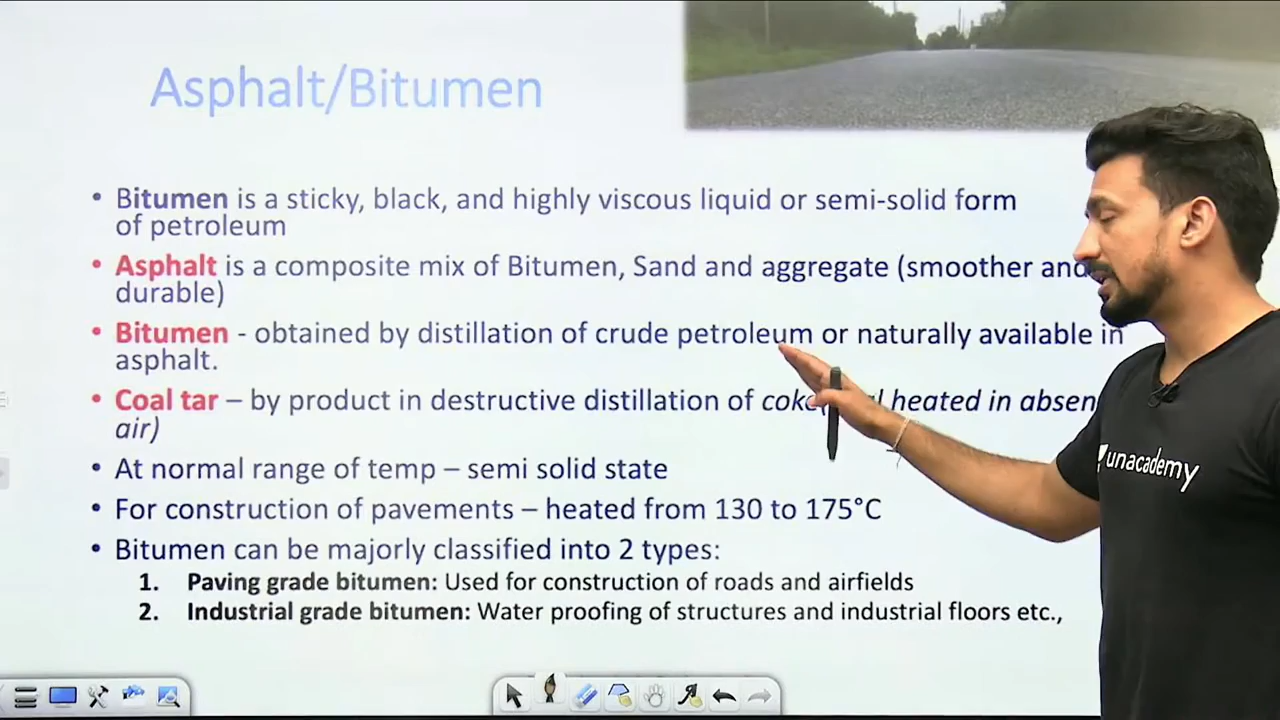 Asphalt/Bitumen
• Bitumen is a sticky, black, and highly viscous liquid or semi-solid form
of petroleum
• Asphalt is a composite mix of Bitumen, Sand and aggregate (smoother and
durable)
• Bitumen - obtained by distillation of crude petroleum or naturally available in
asphalt.
• Coal tar – by product in destructive distillation of heated in
air)
• At normal range of temp – semi solid state
• For construction of pavements – heated from 130 to 175°C
• Bitumen can be majorly classified into 2 types:
1. Paving grade bitumen: Used for construction of roads and airfields
2. Industrial grade bitumen: Water proofing of structures and industrial floors etc.,
unacademy